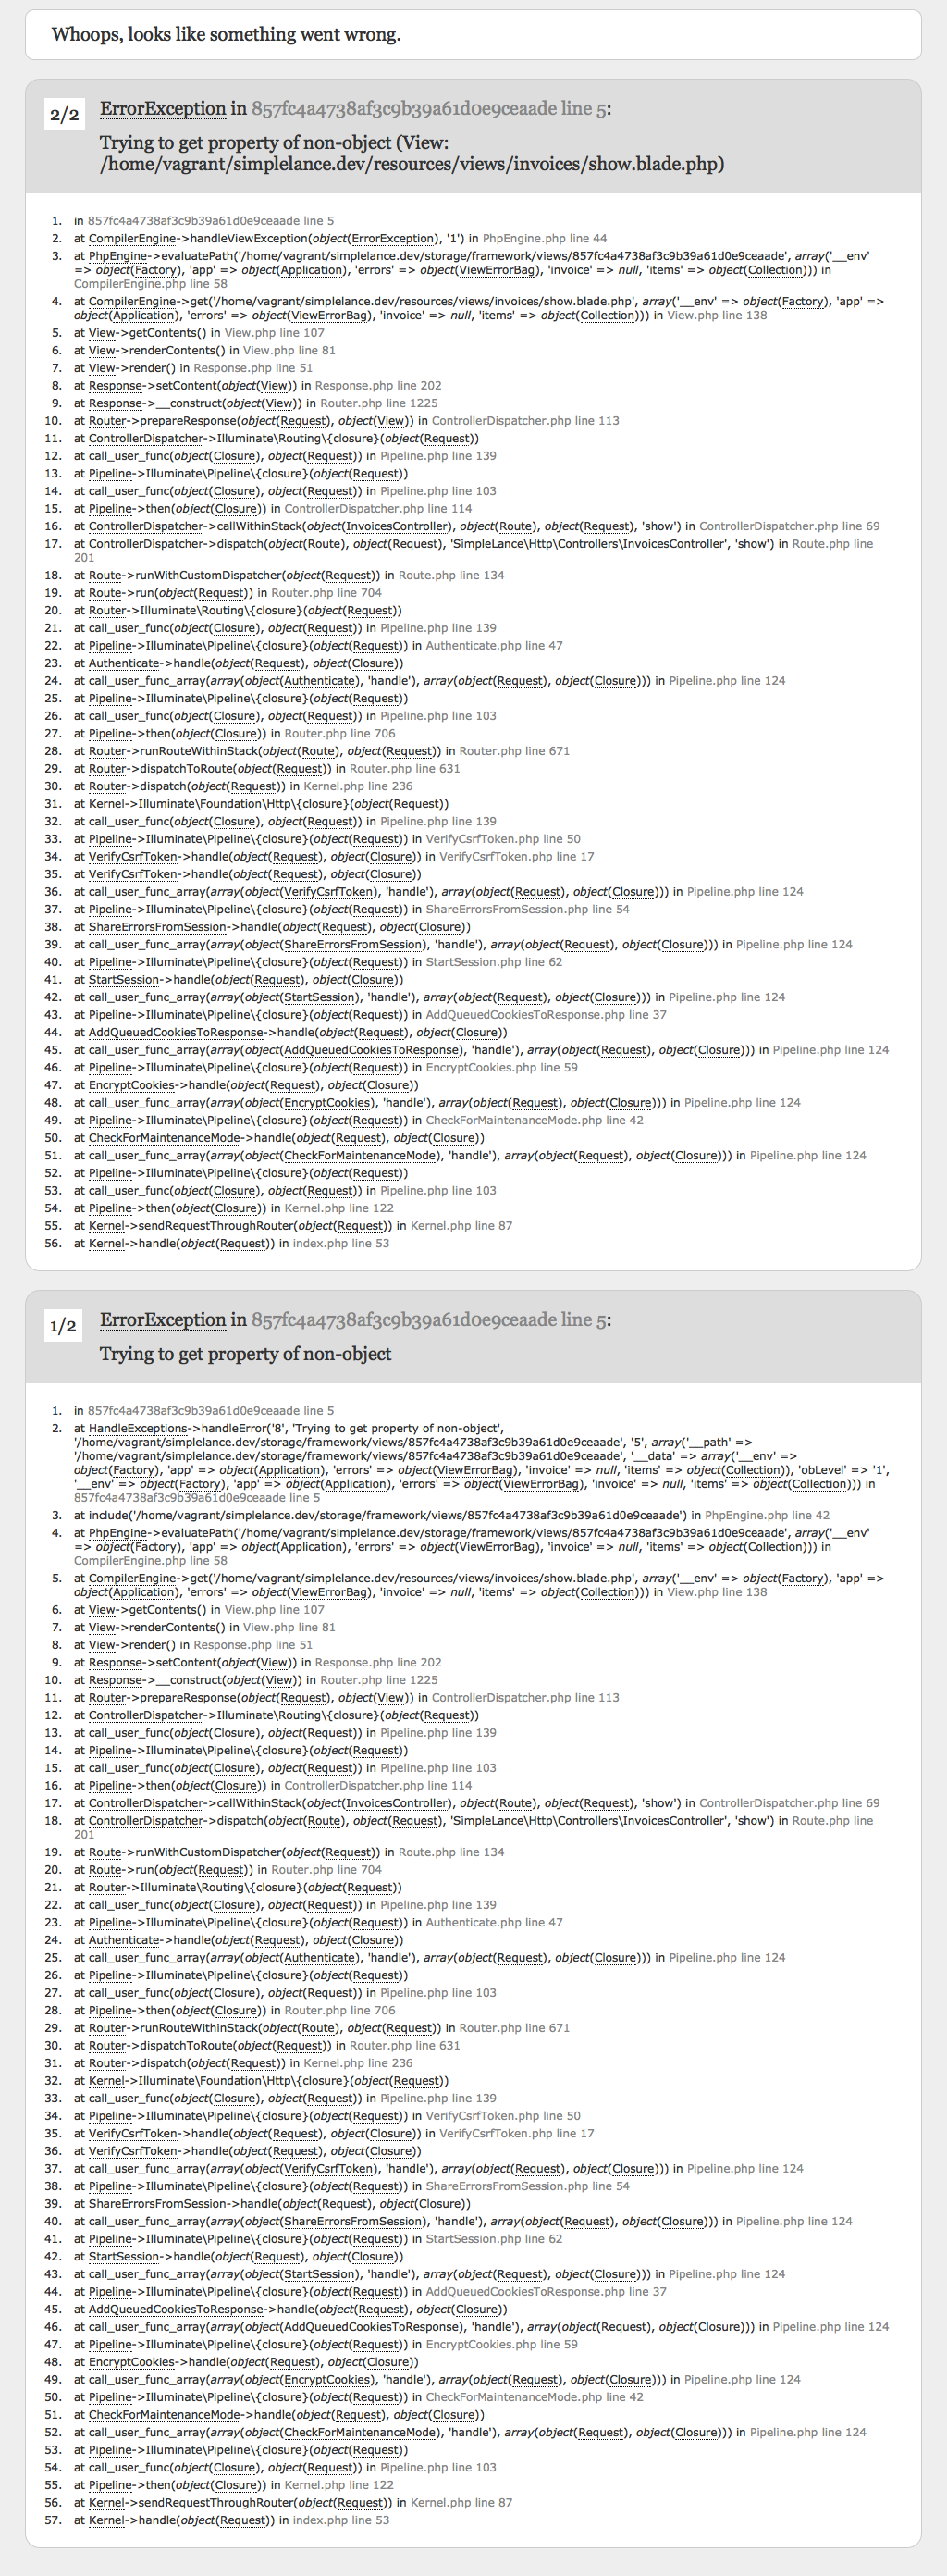 Whoops, looks like something went wrong.
2/2
ErrorException in 857fc4a4738af3c9b39a61d0e9ceaade line 5:
Trying to get property of non-object (View:
/home/vagrant/simplelance.dev/resources/views/invoices/show.blade.php)
1. in 857fc4a4738af3c9b39a61d0e9ceaade line 5
2. at CompilerEngine->handleViewException(object(ErrorException), '1') in PhpEngine.php line 44
3. at PhpEngine->evaluatePath('/home/vagrant/simplelance.dev/storage/framework/views/857fc4a4738af3c9b39a61d0e9ceaade', array('__env'
=> object(Factory), 'app' => object(Application), 'errors' => object(ViewErrorBag), 'invoice' => null, 'items' => object(Collection))) in
CompilerEngine.php line 58
4. at CompilerEngine->get('/home/vagrant/simplelance.dev/resources/views/invoices/show.blade.php', array('__env' => object(Factory), 'app' =>
object(Application), 'errors' => object(ViewErrorBag), 'invoice' => null, 'items' => object(Collection))) in View.php line 138
5. at View->getContents() in View.php line 107
6. at View->renderContents() in View.php line 81
7. at View->render() in Response.php line 51
8. at Response->setContent(object(View)) in Response.php line 202
9. at Response->__construct(object(View)) in Router.php line 1225
10. at Router->prepareResponse(object(Request), object(View)) in ControllerDispatcher.php line 113
11. at ControllerDispatcher->Illuminate\Routing\{closure}(object(Request))
12. at call_user_func(object(Closure), object(Request)) in Pipeline.php line 139
13. at Pipeline->Illuminate\Pipeline\{closure}(object(Request))
14. at call_user_func(object(Closure), object(Request)) in Pipeline.php line 103
15. at Pipeline->then(object(Closure)) in ControllerDispatcher.php line 114
16. at ControllerDispatcher->callWithinStack(object(InvoicesController), object(Route), object(Request), 'show') in ControllerDispatcher.php line 69
17. at ControllerDispatcher->dispatch(object(Route), object(Request), 'SimpleLance\Http\Controllers\InvoicesController', 'show') in Route.php line
201
18. at Route->runWithCustomDispatcher(object(Request)) in Route.php line 134
19. at Route->run(object(Request)) in Router.php line 704
20. at Router->Illuminate\Routing\{closure}(object(Request))
21. at call_user_func(object(Closure), object(Request)) in Pipeline.php line 139
22. at Pipeline->Illuminate\Pipeline\{closure}(object(Request)) in Authenticate.php line 47
23. at Authenticate->handle(object(Request), object(Closure))
24. at call_user_func_array(array(object(Authenticate), 'handle'), array(object(Request), object(Closure))) in Pipeline.php line 124
25. at Pipeline->Illuminate\Pipeline\{closure}(object(Request))
26. at call_user_func(object(Closure), object(Request)) in Pipeline.php line 103
27. at Pipeline->then(object(Closure)) in Router.php line 706
28. at Router->runRouteWithinStack(object(Route), object(Request)) in Router.php line 671
29. at Router->dispatchToRoute(object(Request)) in Router.php line 631
30. at Router->dispatch(object(Request)) in Kernel.php line 236
31. at Kernel->Illuminate\Foundation\Http\{closure}(object(Request))
32. at call_user_func(object(Closure), object(Request)) in Pipeline.php line 139
33. at Pipeline->Illuminate\Pipeline\{closure}(object(Request)) in VerifyCsrfToken.php line 50
34. at VerifyCsrfToken->handle(object(Request), object(Closure)) in VerifyCsrfToken.php line 17
35. at VerifyCsrfToken->handle(object(Request), object(Closure))
36. at call_user_func_array(array(object(VerifyCsrfToken), 'handle'), array(object(Request), object(Closure))) in Pipeline.php line 124
37. at Pipeline->Illuminate\Pipeline\{closure}(object(Request)) in ShareErrorsFromSession.php line 54
38. at ShareErrorsFromSession->handle(object(Request), object(Closure))
39. at call_user_func_array(array(object(ShareErrorsFromSession), 'handle'), array(object(Request), object(Closure))) in Pipeline.php line 124
40. at Pipeline->Illuminate\Pipeline\{closure}(object(Request)) in StartSession.php line 62
41. at StartSession->handle(object(Request), object(Closure))
42. at call_user_func_array(array(object(StartSession), 'handle'), array(object(Request), object(Closure))) in Pipeline.php line 124
43. at Pipeline->Illuminate\Pipeline\{closure}(object(Request)) in AddQueuedCookiesToResponse.php line 37
44. at AddQueuedCookiesToResponse->handle(object(Request), object(Closure))
45. at call_user_func_array(array(object(AddQueuedCookiesToResponse), 'handle'), array(object(Request), object(Closure))) in Pipeline.php line 124
46. at Pipeline->Illuminate\Pipeline\{closure}(object(Request)) in EncryptCookies.php line 59
47. at EncryptCookies->handle(object(Request), object(Closure))
48. at call_user_func_array(array(object(EncryptCookies), 'handle'), array(object(Request), object(Closure))) in Pipeline.php line 124
49. at Pipeline->Illuminate\Pipeline\{closure}(object(Request)) in CheckForMaintenanceMode.php line 42
50. at CheckForMaintenanceMode->handle(object(Request), object(Closure))
51. at call_user_func_array(array(object(CheckForMaintenanceMode), 'handle'), array(object(Request), object(Closure))) in Pipeline.php line 124
52. at Pipeline->Illuminate\Pipeline\{closure}(object(Request))
53. at call_user_func(object(Closure), object(Request)) in Pipeline.php line 103
54. at Pipeline->then(object(Closure)) in Kernel.php line 122
55. at Kernel->sendRequestThroughRouter(object(Request)) in Kernel.php line 87
56. at Kernel->handle(object(Request)) in index.php line 53
1/2
ErrorException in 857fc4a4738af3c9b39a61d0e9ceaade line 5:
Trying to get property of non-object
1. in 857fc4a4738af3c9b39a61d0e9ceaade line 5
2. at HandleExceptions->handleError('8', 'Trying to get property of non-object',
'/home/vagrant/simplelance.dev/storage/framework/views/857fc4a4738af3c9b39a61d0e9ceaade', '5', array('__path' =>
'/home/vagrant/simplelance.dev/storage/framework/views/857fc4a4738af3c9b39a61d0e9ceaade', '__data' => array('__env' =>
object(Factory), 'app' => object(Application), 'errors' => object(ViewErrorBag), 'invoice' => null, 'items' => object(Collection)), 'obLevel' => '1',
'__env' => object(Factory), 'app' => object(Application), 'errors' => object(ViewErrorBag), 'invoice' => null, 'items' => object(Collection))) in
857fc4a4738af3c9b39a61d0e9ceaade line 5
3. at include('/home/vagrant/simplelance.dev/storage/framework/views/857fc4a4738af3c9b39a61d0e9ceaade') in PhpEngine.php line 42
4. at PhpEngine->evaluatePath('/home/vagrant/simplelance.dev/storage/framework/views/857fc4a4738af3c9b39a61d0e9ceaade', array('__env'
=> object(Factory), 'app' => object(Application), 'errors' => object(ViewErrorBag), 'invoice' => null, 'items' => object(Collection))) in
CompilerEngine.php line 58
5. at CompilerEngine->get('/home/vagrant/simplelance.dev/resources/views/invoices/show.blade.php', array('__env' => object(Factory), 'app' =>
object(Application), 'errors' => object(ViewErrorBag), 'invoice' => null, 'items' => object(Collection))) in View.php line 138
6. at View->getContents() in View.php line 107
7. at View->renderContents() in View.php line 81
8. at View->render() in Response.php line 51
9. at Response->setContent(object(View)) in Response.php line 202
10. at Response->__construct(object(View)) in Router.php line 1225
11. at Router->prepareResponse(object(Request), object(View)) in ControllerDispatcher.php line 113
12. at ControllerDispatcher->Illuminate\Routing\{closure}(object(Request))
13. at call_user_func(object(Closure), object(Request)) in Pipeline.php line 139
14. at Pipeline->Illuminate\Pipeline\{closure}(object(Request))
15. at call_user_func(object(Closure), object(Request)) in Pipeline.php line 103
16. at Pipeline->then(object(Closure)) in ControllerDispatcher.php line 114
17. at ControllerDispatcher->callWithinStack(object(InvoicesController), object(Route), object(Request), 'show') in ControllerDispatcher.php line 69
18. at ControllerDispatcher->dispatch(object(Route), object(Request), 'SimpleLance\Http\Controllers\InvoicesController', 'show') in Route.php line
201
19. at Route->runWithCustomDispatcher(object(Request)) in Route.php line 134
20. at Route->run(object(Request)) in Router.php line 704
21. at Router->Illuminate\Routing\{closure}(object(Request))
22. at call_user_func(object(Closure), object(Request)) in Pipeline.php line 139
23. at Pipeline->Illuminate\Pipeline\{closure}(object(Request)) in Authenticate.php line 47
24. at Authenticate->handle(object(Request), object(Closure))
25. at call_user_func_array(array(object(Authenticate), 'handle'), array(object(Request), object(Closure))) in Pipeline.php line 124
26. at Pipeline->Illuminate\Pipeline\{closure}(object(Request))
27. at call_user_func(object(Closure), object(Request)) in Pipeline.php line 103
28. at Pipeline->then(object(Closure)) in Router.php line 706
29. at Router->runRouteWithinStack(object(Route), object(Request)) in Router.php line 671
30. at Router->dispatchToRoute(object(Request)) in Router.php line 631
31. at Router->dispatch(object(Request)) in Kernel.php line 236
32. at Kernel->Illuminate\Foundation\Http\{closure}(object(Request))
33. at call_user_func(object(Closure), object(Request)) in Pipeline.php line 139
34. at Pipeline->Illuminate\Pipeline\{closure}(object(Request)) in VerifyCsrfToken.php line 50
35. at VerifyCsrfToken->handle(object(Request), object(Closure)) in VerifyCsrfToken.php line 17
36. at VerifyCsrfToken->handle(object(Request), object(Closure))
37. at call_user_func_array(array(object(VerifyCsrfToken), 'handle'), array(object(Request), object(Closure))) in Pipeline.php line 124
38. at Pipeline->Illuminate\Pipeline\{closure}(object(Request)) in ShareErrorsFromSession.php line 54
39. at ShareErrorsFromSession->handle(object(Request), object(Closure))
40. at call_user_func_array(array(object(ShareErrorsFromSession), 'handle'), array(object(Request), object(Closure))) in Pipeline.php line 124
41. at Pipeline->Illuminate\Pipeline\{closure}(object(Request)) in StartSession.php line 62
42. at StartSession->handle(object(Request), object(Closure))
43. at call_user_func_array(array(object(StartSession), 'handle'), array(object(Request), object(Closure))) in Pipeline.php line 124
44. at Pipeline->Illuminate\Pipeline\{closure}(object(Request)) in AddQueuedCookiesToResponse.php line 37
45. at AddQueuedCookiesToResponse->handle(object(Request), object(Closure))
46. at call_user_func_array(array(object(AddQueuedCookiesToResponse), 'handle'), array(object(Request), object(Closure))) in Pipeline.php line 124
47. at Pipeline->Illuminate\Pipeline\{closure}(object(Request)) in EncryptCookies.php line 59
48. at EncryptCookies->handle(object(Request), object(Closure))
49. at call_user_func_array(array(object(EncryptCookies), 'handle'), array(object(Request), object(Closure))) in Pipeline.php line 124
50. at Pipeline->Illuminate\Pipeline\{closure}(object(Request)) in CheckForMaintenanceMode.php line 42
51. at CheckForMaintenanceMode->handle(object(Request), object(Closure))
52. at call_user_func_array(array(object(CheckForMaintenanceMode), 'handle'), array(object(Request), object(Closure))) in Pipeline.php line 124
53. at Pipeline->Illuminate\Pipeline\{closure}(object(Request))
54. at call_user_func(object(Closure), object(Request)) in Pipeline.php line 103
55. at Pipeline->then(object(Closure)) in Kernel.php line 122
56. at Kernel->sendRequestThroughRouter(object(Request)) in Kernel.php line 87
57. at Kernel->handle(object(Request)) in index.php line 53